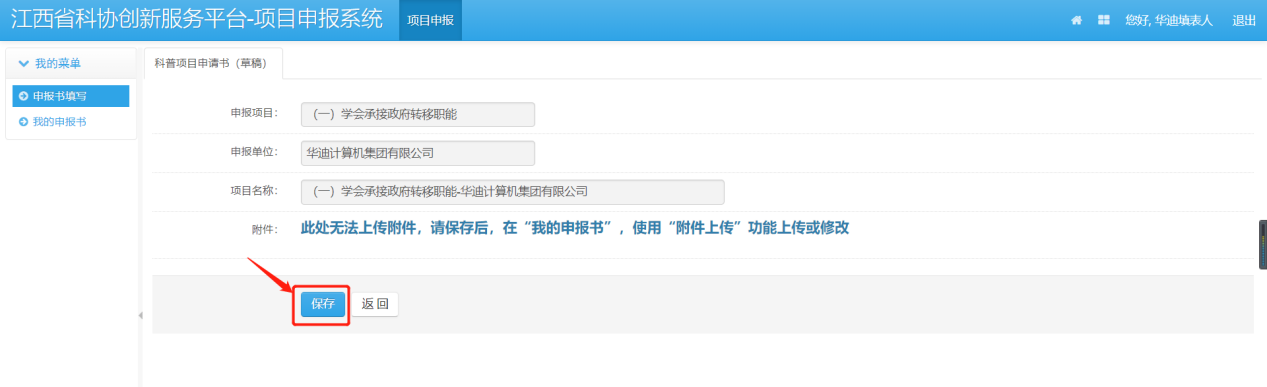 江西省科协创新服务平台-项目申报系统 项目申报 您好, 华迪填表人 退出
我的菜单
申报书填写
我的申报书
科普项目申请书（草稿）
申报项目： （一）学会承接政府转移职能
申报单位： 华迪计算机集团有限公司
项目名称： （一）学会承接政府转移职能-华迪计算机集团有限公司
附件： 此处无法上传附件，请保存后，在“我的申报书”，使用“附件上传”功能上传或修改
保存 返 回